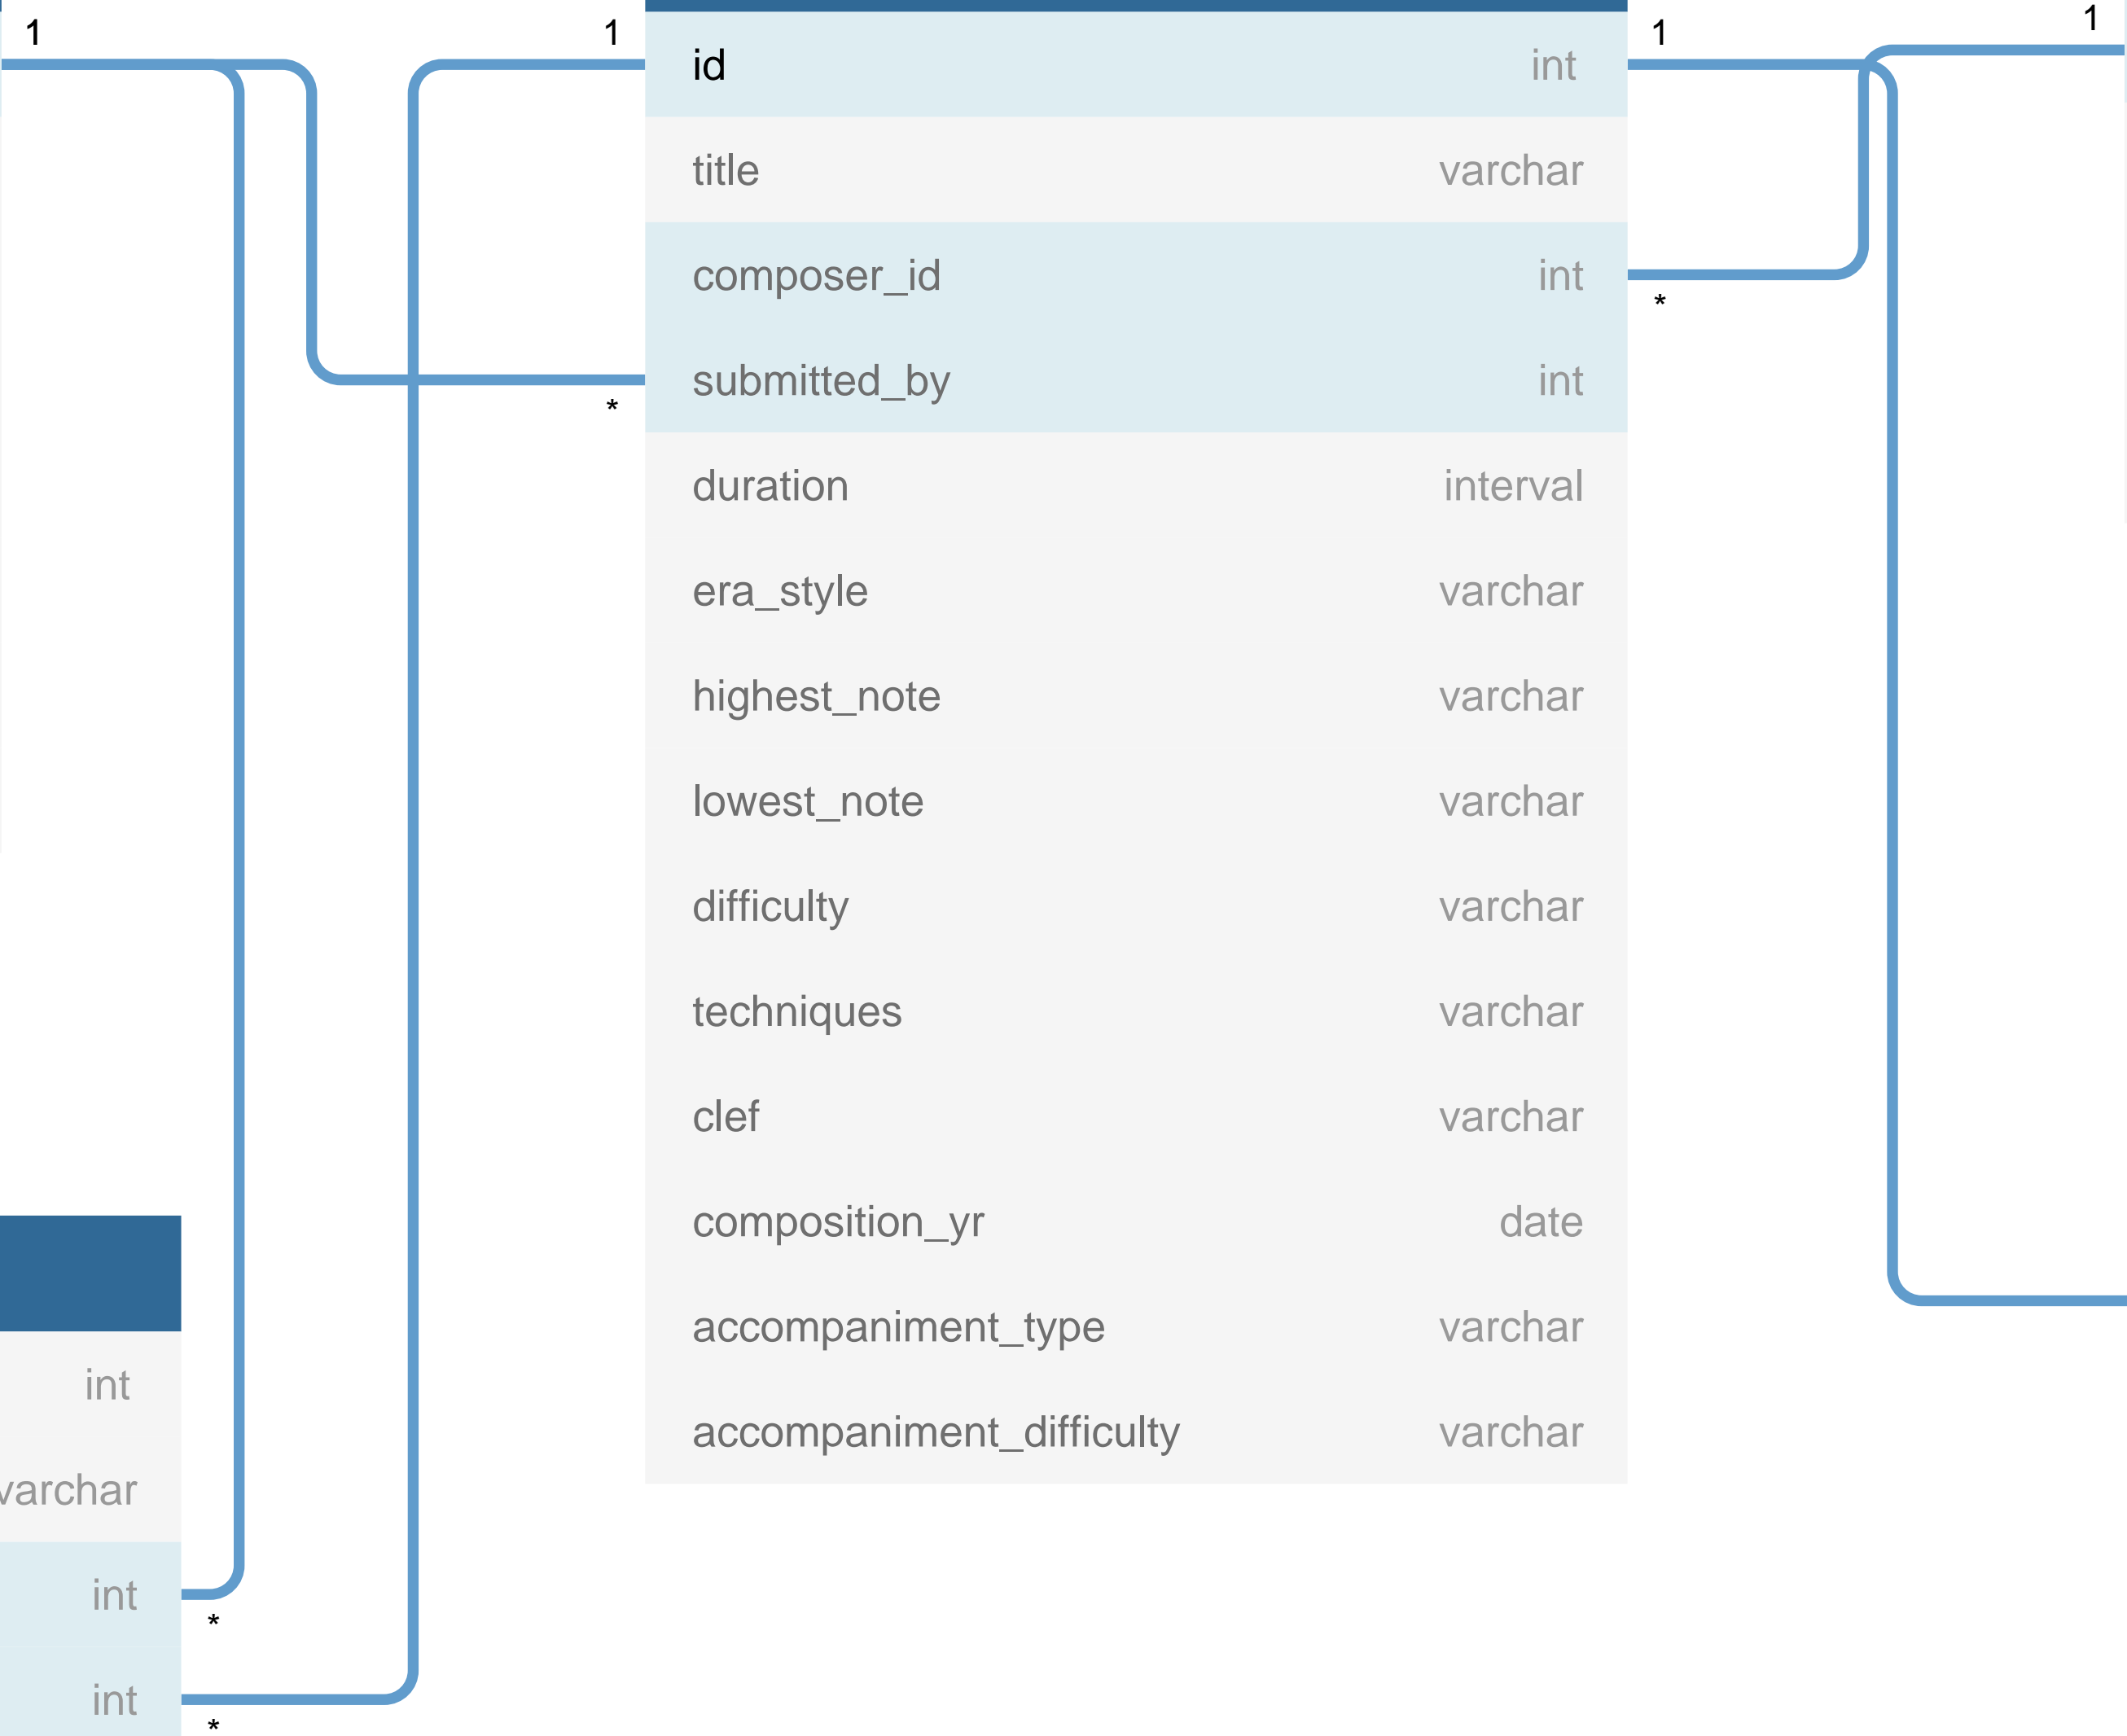 1
1
1
1
id int
title varchar
composer_id int
*
submitted_by int
*
duration interval
era_style varchar
highest_note varchar
lowest_note varchar
difficulty varchar
techniques varchar
clef varchar
composition_yr date
accompaniment_type varchar
int
accompaniment_difficulty varchar
varchar
int
*
int
*